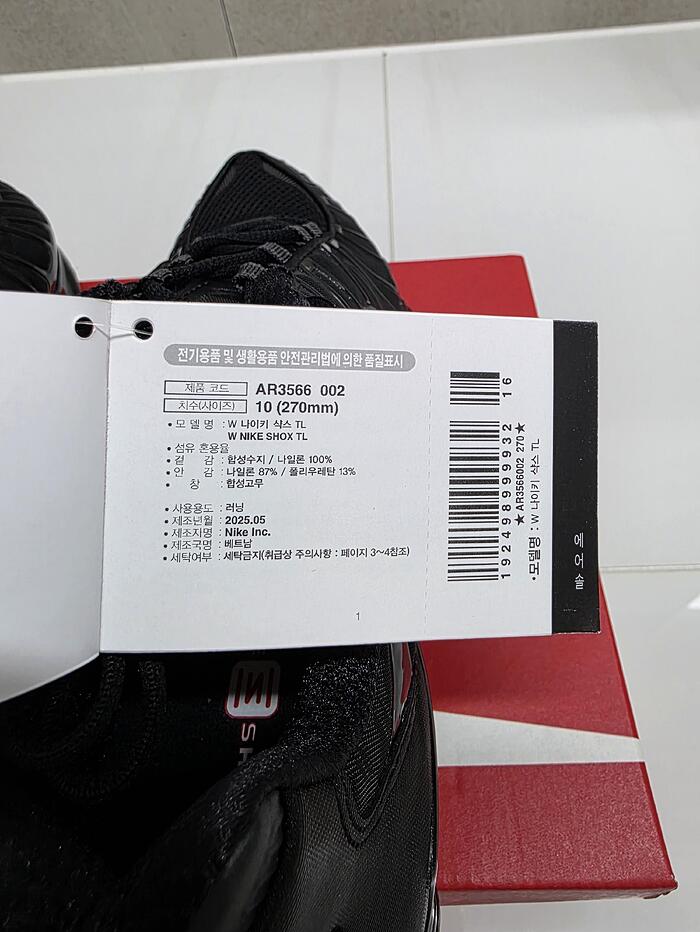 전기용품 및 생활용품 안전관리법에 의한 품질표시
제품 코드 AR3566 002
치수(사이즈) 10 (270mm)
• 모 델 명 : W 나이키 샥스 TL
W NIKE SHOX TL
• 섬유 혼용율
• 겉 감 : 합성수지 / 나일론 100%
• 안 감 : 나일론 87% / 폴리우레탄 13%
• 창 : 합성고무
• 사용용도 : 러닝
• 제조년월 : 2025.05
• 제조자명 : Nike Inc.
• 제조국명 : 베트남
• 세탁여부 : 세탁금지(취급상 주의사항 : 페이지 3~4참조)
1
192498999932 16
★AR3566002 270★
•모델명 : W 나이키 샥스 TL
에어솔
SH